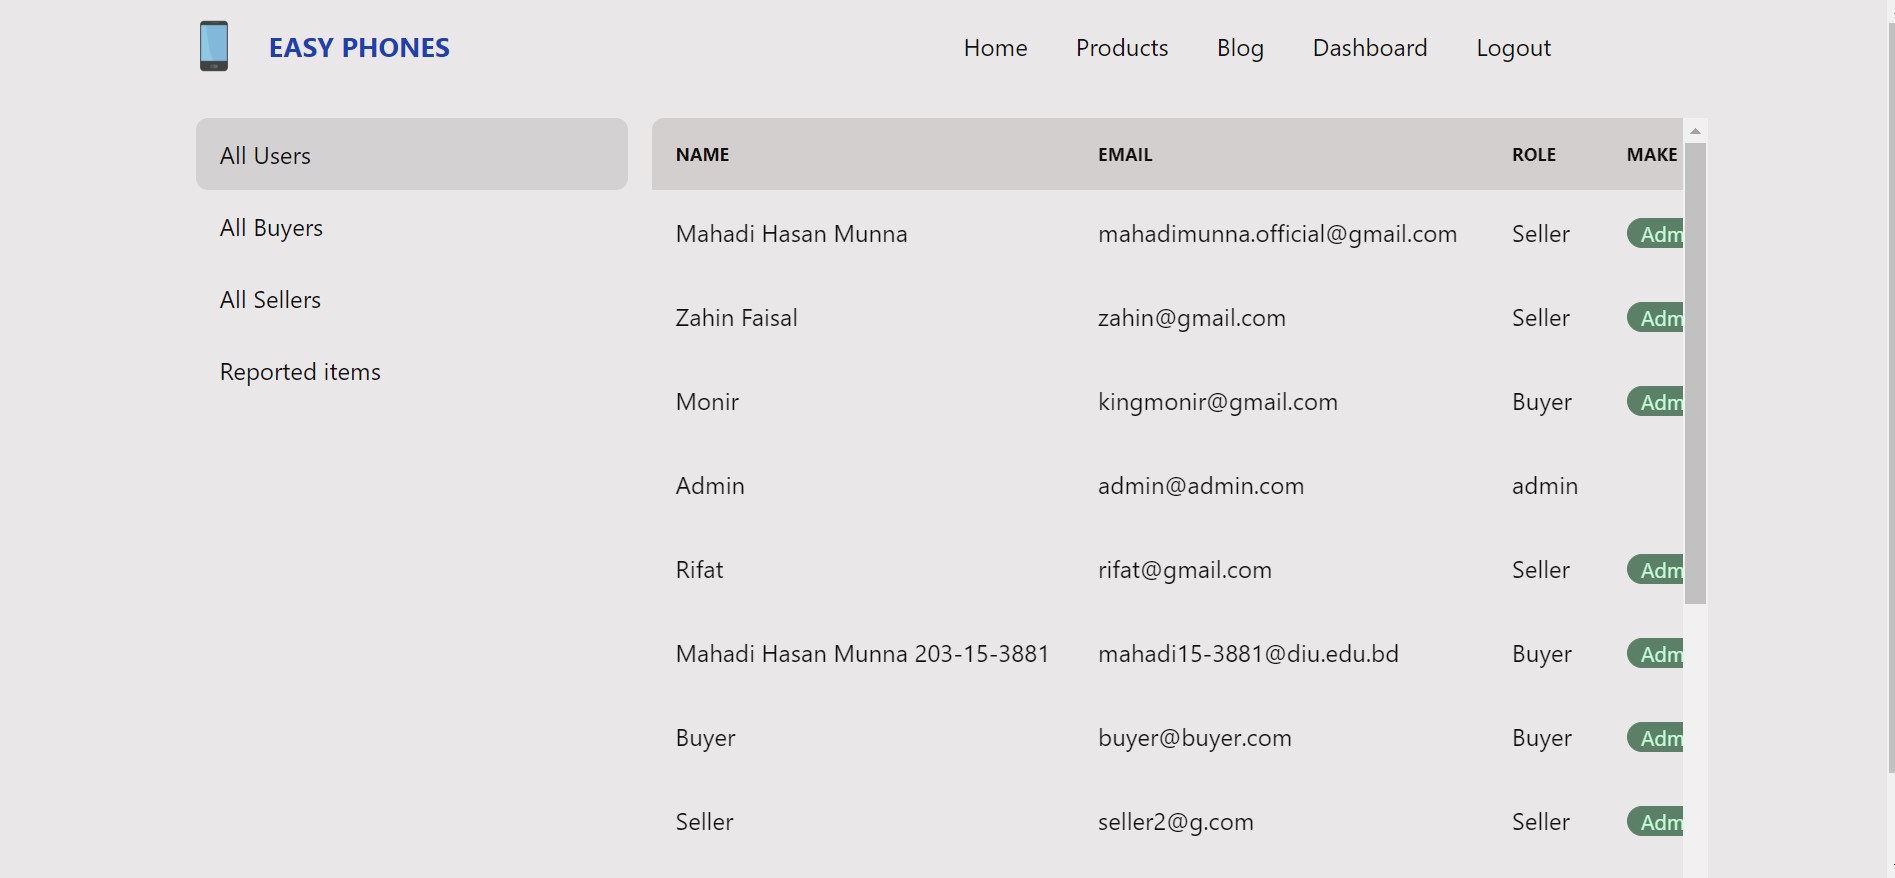 EASY PHONES Home Products Blog Dashboard Logout
All Users
All Buyers
All Sellers
Reported items
NAME EMAIL ROLE MAKE
Mahadi Hasan Munna mahadimunna.official@gmail.com Seller Adm
Zahin Faisal zahin@gmail.com Seller Adm
Monir kingmonir@gmail.com Buyer Adm
Admin admin@admin.com admin
Rifat rifat@gmail.com Seller Adm
Mahadi Hasan Munna 203-15-3881 mahadi15-3881@diu.edu.bd Buyer Adm
Buyer buyer@buyer.com Buyer Adm
Seller seller2@g.com Seller Adm